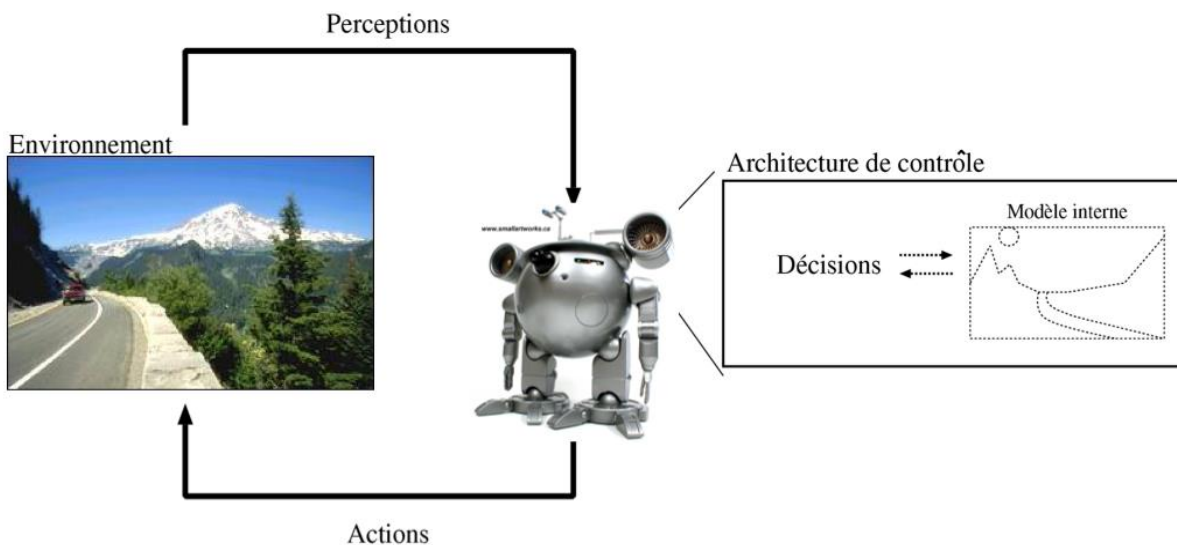 Perceptions
Environnement
Architecture de contrôle
www.smallartworks.ca
Modèle interne
Décisions
Actions